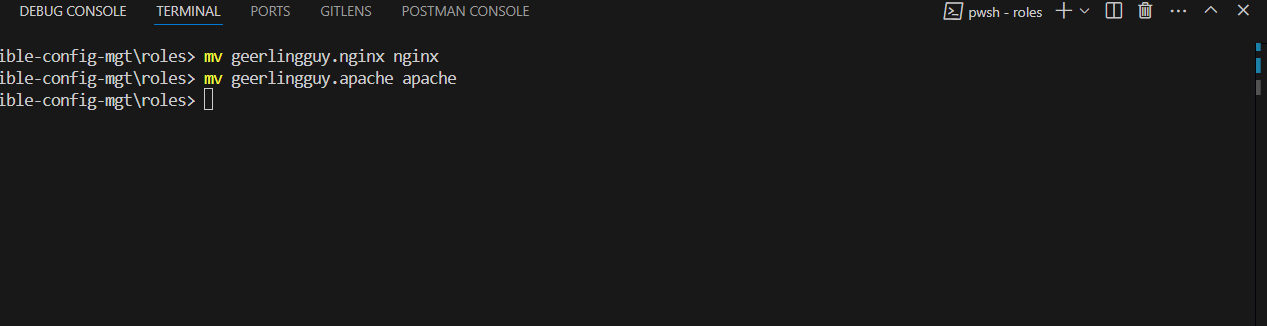 DEBUG CONSOLE TERMINAL PORTS GITLENS POSTMAN CONSOLE pwsh - roles
ible-config-mgt\roles> mv geerlingguy.nginx nginx
ible-config-mgt\roles> mv geerlingguy.apache apache
ible-config-mgt\roles>